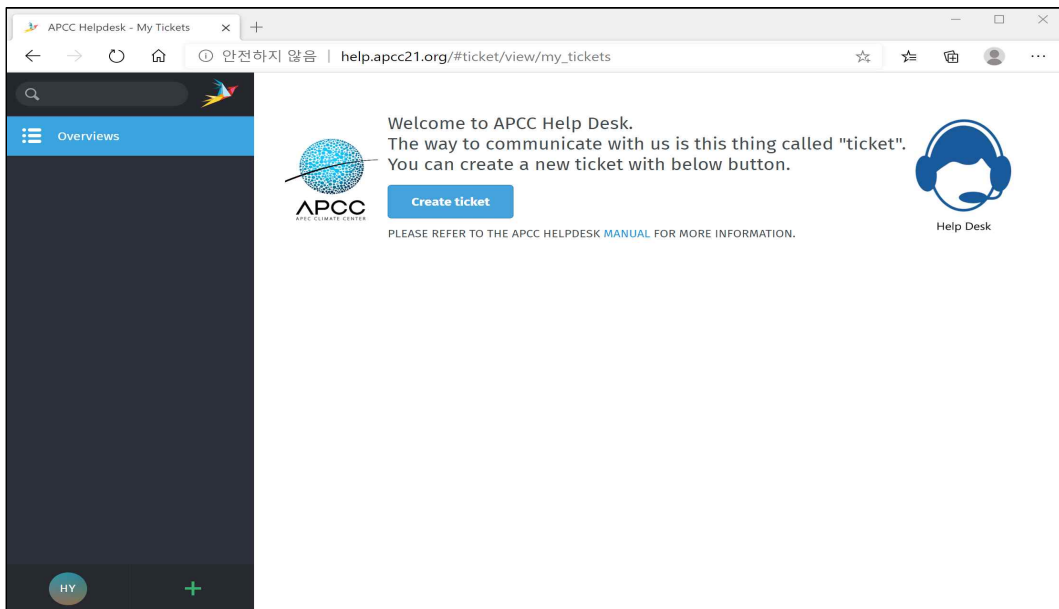 APCC Helpdesk - My Tickets
안전하지 않음 | help.apcc21.org/#ticket/view/my_tickets
Overviews
Welcome to APCC Help Desk.
The way to communicate with us is this thing called "ticket".
You can create a new ticket with below button.
APCC
APEC CLIMATE CENTER
Create ticket
Help Desk
PLEASE REFER TO THE APCC HELPDESK MANUAL FOR MORE INFORMATION.
HY